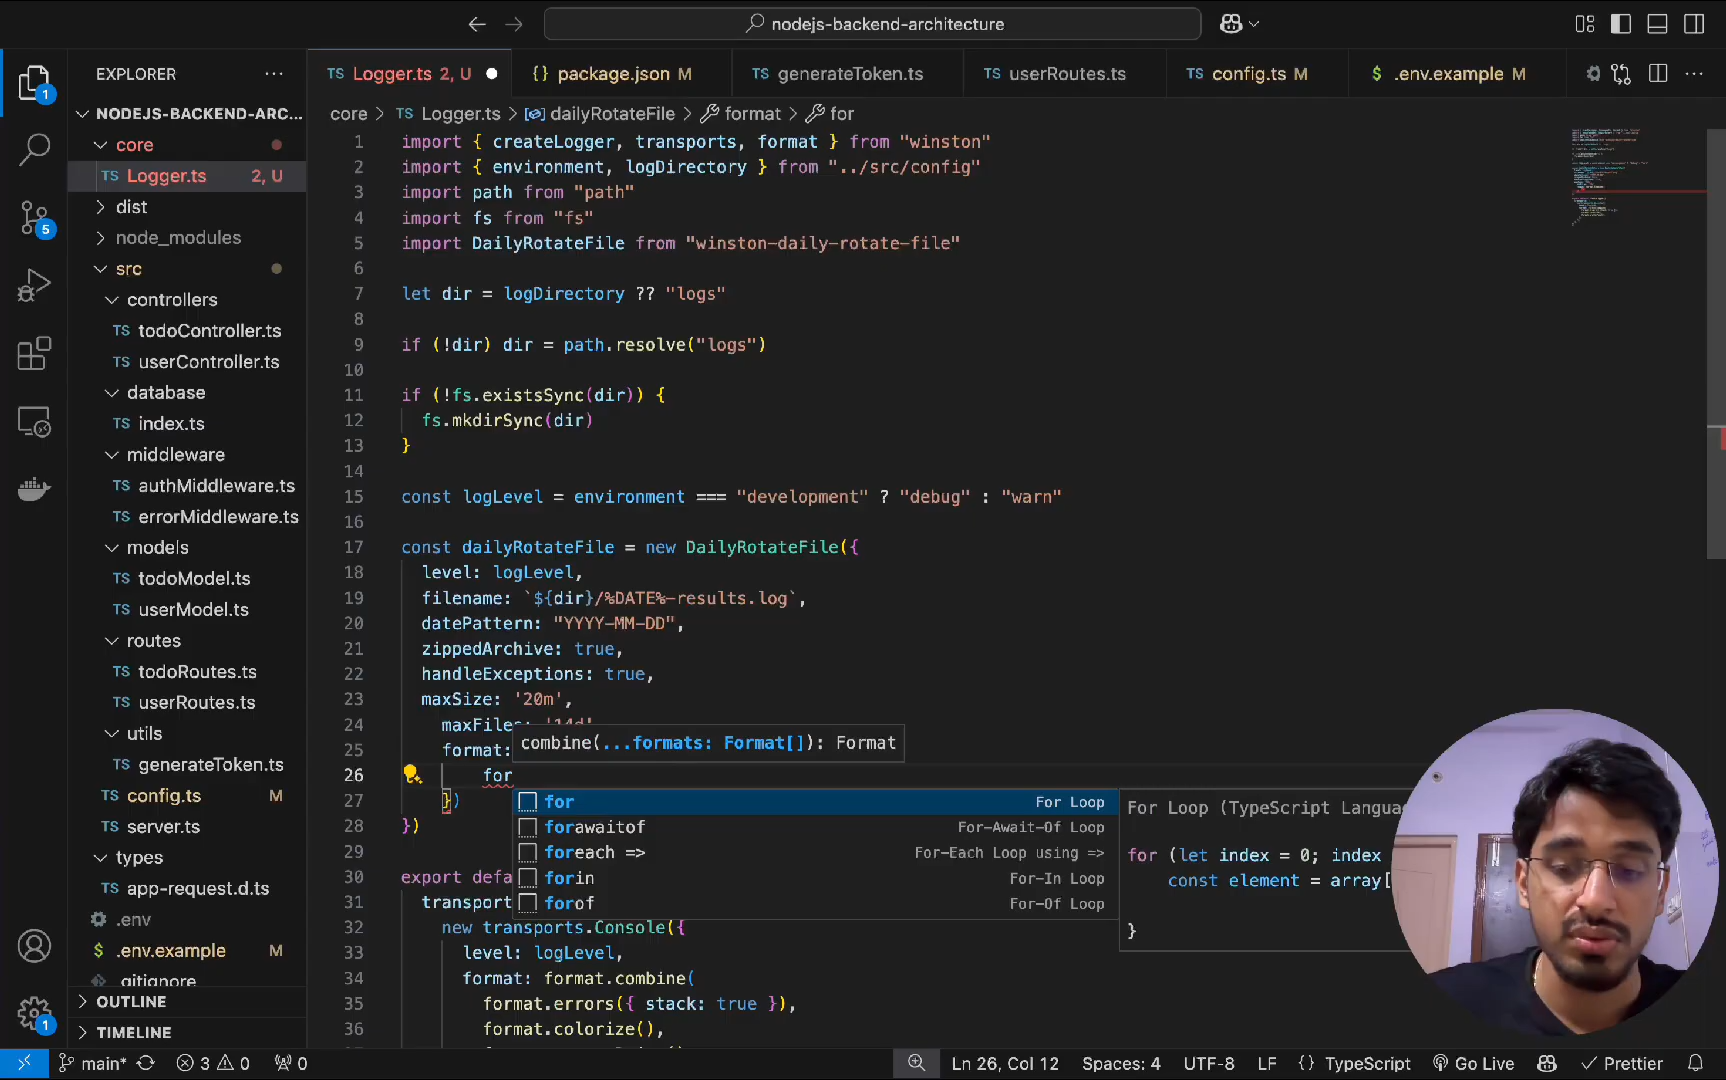 nodejs-backend-architecture
EXPLORER
TS Logger.ts 2, U
{} package.json M
TS generateToken.ts
TS userRoutes.ts
TS config.ts M
$ .env.example M
core > TS Logger.ts > dailyRotateFile > format > for
NODEJS-BACKEND-ARC...
core
TS Logger.ts 2, U
dist
node_modules
src
controllers
TS todoController.ts
TS userController.ts
database
TS index.ts
middleware
TS authMiddleware.ts
TS errorMiddleware.ts
models
TS todoModel.ts
TS userModel.ts
routes
TS todoRoutes.ts
TS userRoutes.ts
utils
TS generateToken.ts
TS config.ts M
TS server.ts
types
TS app-request.d.ts
.env
$ .env.example M
.gitignore
OUTLINE
TIMELINE
1
5
1
1 import { createLogger, transports, format } from "winston"
2 import { environment, logDirectory } from "../src/config"
3 import path from "path"
4 import fs from "fs"
5 import DailyRotateFile from "winston-daily-rotate-file"
6
7 let dir = logDirectory ?? "logs"
8
9 if (!dir) dir = path.resolve("logs")
10
11 if (!fs.existsSync(dir)) {
12 fs.mkdirSync(dir)
13 }
14
15 const logLevel = environment === "development" ? "debug" : "warn"
16
17 const dailyRotateFile = new DailyRotateFile({
18 level: logLevel,
19 filename: `${dir}/%DATE%-results.log`,
20 datePattern: "YYYY-MM-DD",
21 zippedArchive: true,
22 handleExceptions: true,
23 maxSize: '20m',
24 maxFiles: '14d'
25 format:
combine(...formats: Format[]): Format
26 for
27 })
28 })
29
30 export defa
31 transport
32 new transports.Console({
33 level: logLevel,
34 format: format.combine(
35 format.errors({ stack: true }),
36 format.colorize(),
for For Loop
forawaitof For-Await-Of Loop
foreach => For-Each Loop using =>
forin For-In Loop
forof For-Of Loop
For Loop (TypeScript Langua
for (let index = 0; index
const element = array[
}
main* 3 0 0
Ln 26, Col 12 Spaces: 4 UTF-8 LF {} TypeScript Go Live Prettier